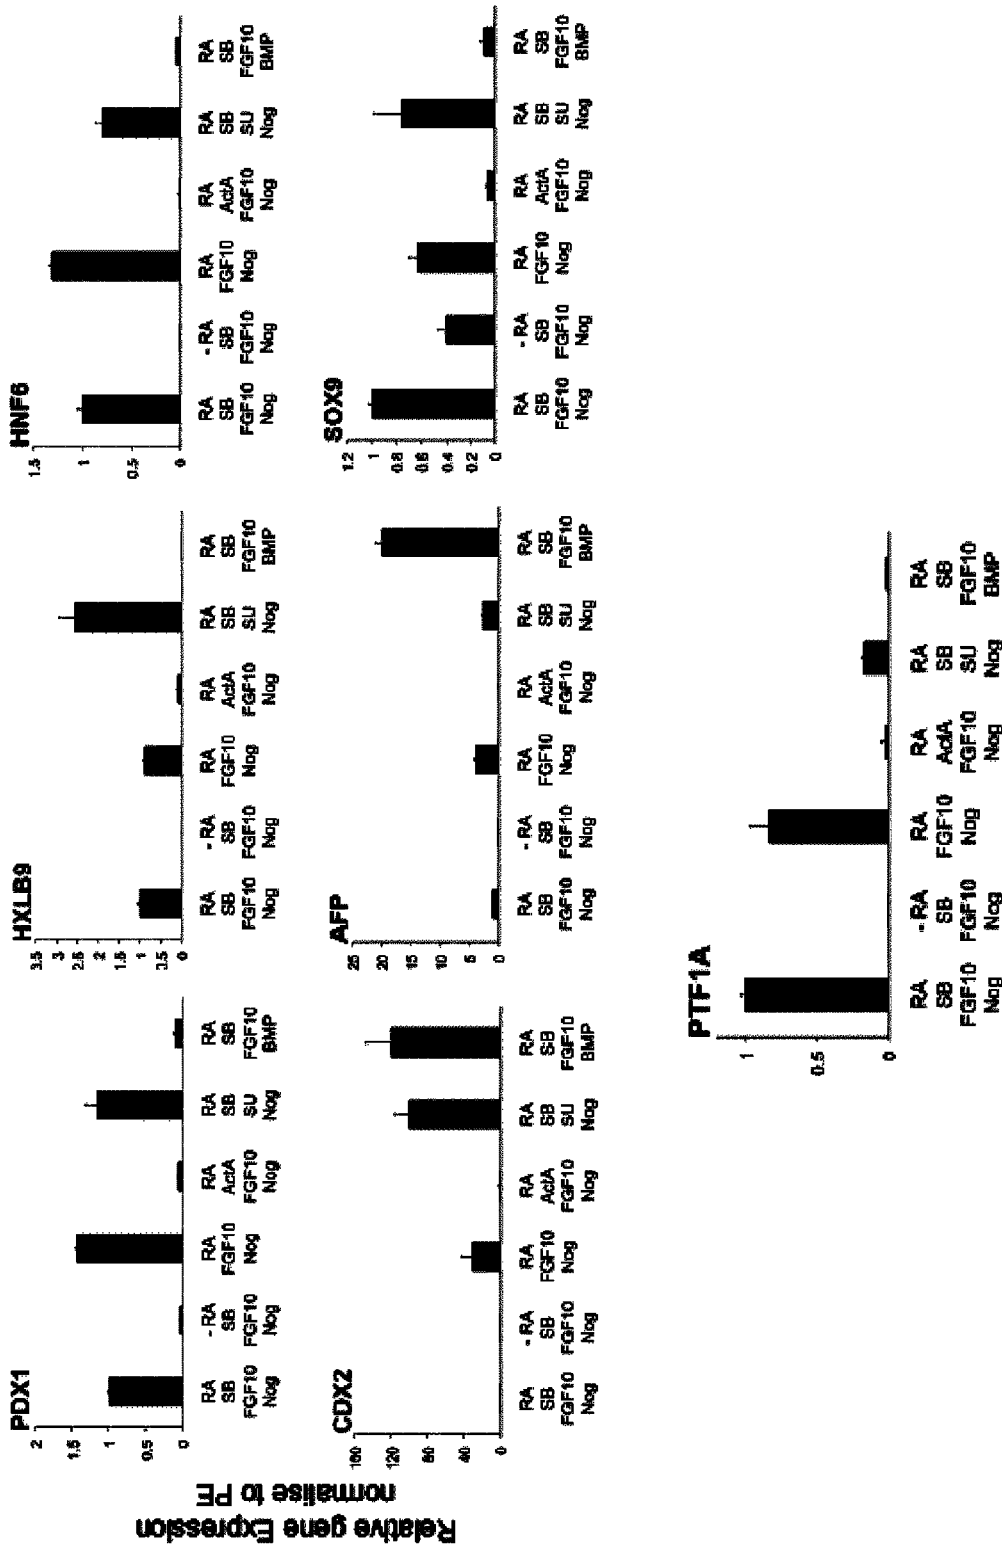 Relative gene Expression
normalise to PE
PDX1
2
1.5
1
0.5
0
RA SB FGF10 Nog
- RA SB FGF10 Nog
RA FGF10 Nog
RA ActA FGF10 Nog
RA SB SU Nog
RA SB FGF10 BMP
HXLB9
3.5
3
2.5
2
1.5
1
0.5
0
RA SB FGF10 Nog
- RA SB FGF10 Nog
RA FGF10 Nog
RA ActA FGF10 Nog
RA SB SU Nog
RA SB FGF10 BMP
HNF6
1.5
1
0.5
0
RA SB FGF10 Nog
- RA SB FGF10 Nog
RA FGF10 Nog
RA ActA FGF10 Nog
RA SB SU Nog
RA SB FGF10 BMP
CDX2
160
120
80
40
0
RA SB FGF10 Nog
- RA SB FGF10 Nog
RA FGF10 Nog
RA ActA FGF10 Nog
RA SB SU Nog
RA SB FGF10 BMP
AFP
25
20
15
10
5
0
RA SB FGF10 Nog
- RA SB FGF10 Nog
RA FGF10 Nog
RA ActA FGF10 Nog
RA SB SU Nog
RA SB FGF10 BMP
SOX9
1.2
1
0.8
0.6
0.4
0.2
0
RA SB FGF10 Nog
- RA SB FGF10 Nog
RA FGF10 Nog
RA ActA FGF10 Nog
RA SB SU Nog
RA SB FGF10 BMP
PTF1A
1
0.5
0
RA SB FGF10 Nog
- RA SB FGF10 Nog
RA FGF10 Nog
RA ActA FGF10 Nog
RA SB SU Nog
RA SB FGF10 BMP